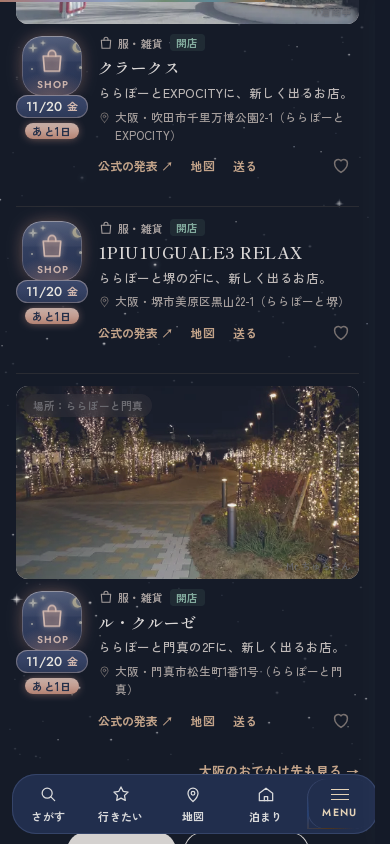 服・雑貨 開店
クラークス
SHOP
ららぽーとEXPOCITYに、新しく出るお店。
11/20 金
大阪・吹田市千里万博公園2-1（ららぽーと
EXPOCITY）
あと1日
公式の発表 ↗ 地図 送る
服・雑貨 開店
1PIU1UGUALE3 RELAX
SHOP
ららぽーと堺の2Fに、新しく出るお店。
11/20 金
大阪・堺市美原区黒山22-1（ららぽーと堺）
あと1日
公式の発表 ↗ 地図 送る
場所：ららぽーと門真
服・雑貨 開店
ル・クルーゼ
SHOP
ららぽーと門真の2Fに、新しく出るお店。
11/20 金
大阪・門真市松生町1番11号（ららぽーと門
真）
あと1日
公式の発表 ↗ 地図 送る
大阪のおでかけ先も見る →
さがす 行きたい 地図 泊まり MENU